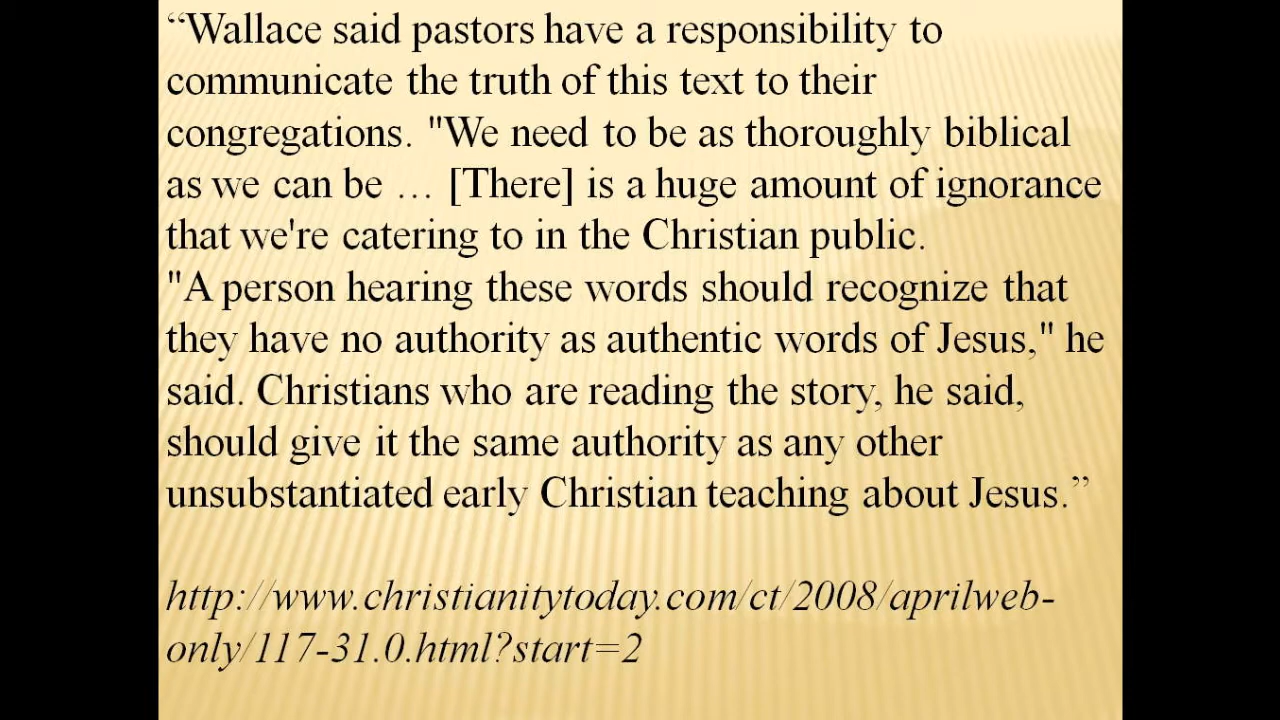 “Wallace said pastors have a responsibility to
communicate the truth of this text to their
congregations. "We need to be as thoroughly biblical
as we can be … [There] is a huge amount of ignorance
that we're catering to in the Christian public.
"A person hearing these words should recognize that
they have no authority as authentic words of Jesus," he
said. Christians who are reading the story, he said,
should give it the same authority as any other
unsubstantiated early Christian teaching about Jesus.”
http://www.christianitytoday.com/ct/2008/aprilweb-
only/117-31.0.html?start=2